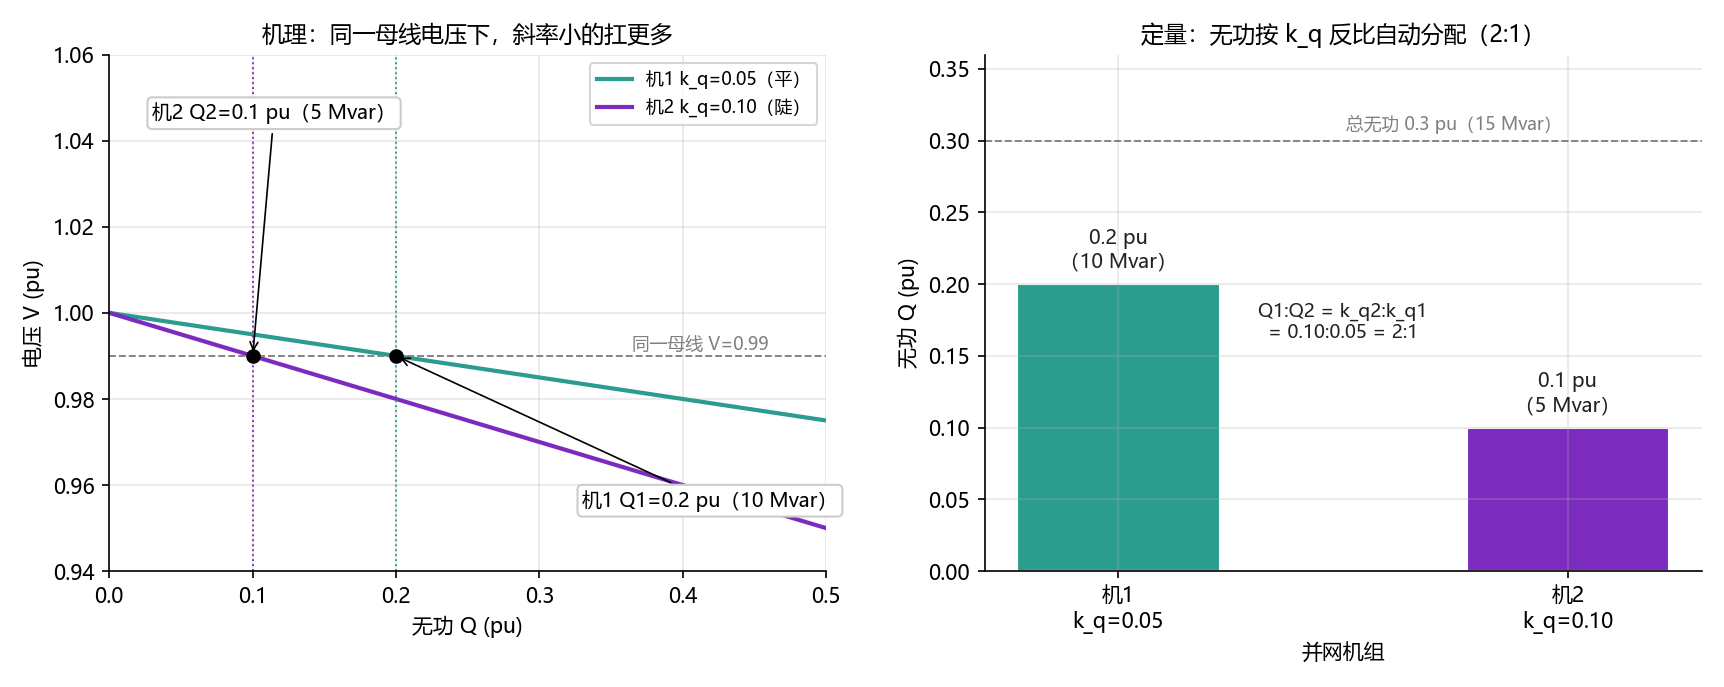 机理：同一母线电压下，斜率小的扛更多
电压 V (pu)
1.06
1.04
1.02
1.00
0.98
0.96
0.94
机1 k_q=0.05（平）
机2 k_q=0.10（陡）
机2 Q2=0.1 pu（5 Mvar）
同一母线 V=0.99
机1 Q1=0.2 pu（10 Mvar）
0.0
0.1
0.2
0.3
0.4
0.5
无功 Q (pu)
定量：无功按 k_q 反比自动分配（2:1）
无功 Q (pu)
0.35
0.30
0.25
0.20
0.15
0.10
0.05
0.00
总无功 0.3 pu（15 Mvar）
0.2 pu
（10 Mvar）
Q1:Q2 = k_q2:k_q1
= 0.10:0.05 = 2:1
0.1 pu
（5 Mvar）
机1
k_q=0.05
机2
k_q=0.10
并网机组